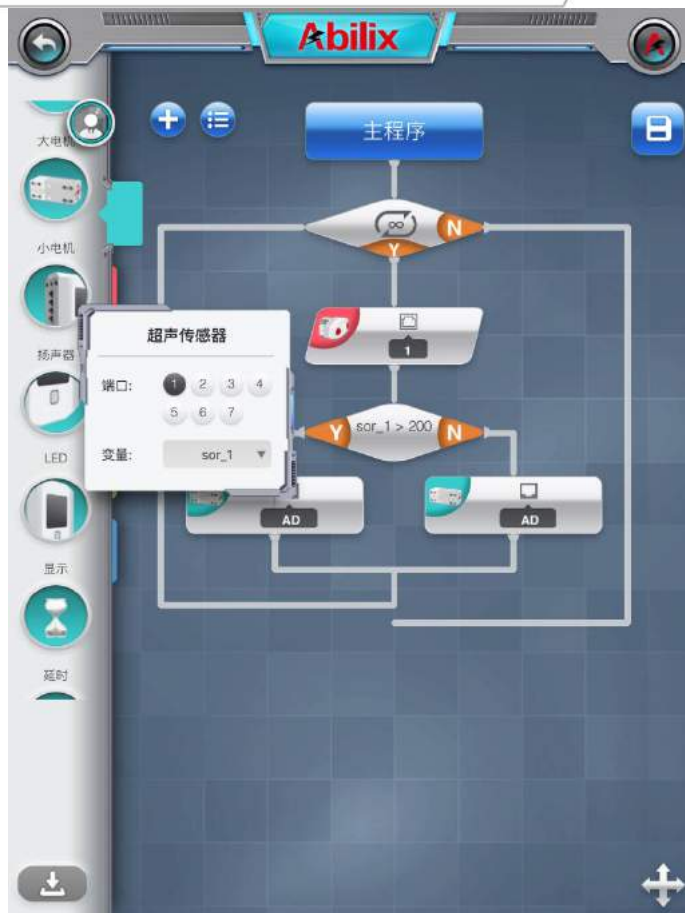 Abilix
主程序
大电机
小电机
扬声器
LED
显示
延时
N
Y
1
超声传感器
端口: 1 2 3 4
5 6 7
变量: sor_1
Y sor_1 > 200 N
AD
AD